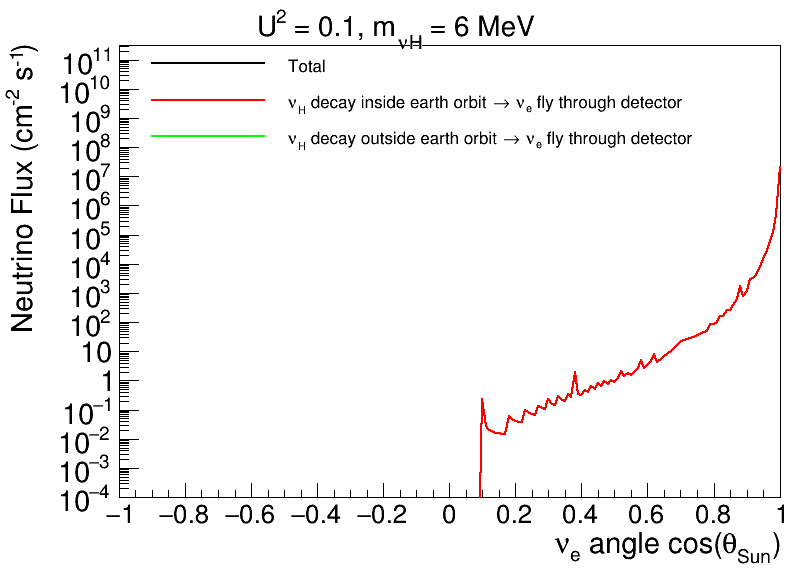 U² = 0.1, m_νH = 6 MeV
Neutrino Flux (cm⁻² s⁻¹)
10¹¹
10¹⁰
10⁹
10⁸
10⁷
10⁶
10⁵
10⁴
10³
10²
10
1
10⁻¹
10⁻²
10⁻³
10⁻⁴
Total
ν_H decay inside earth orbit → ν_e fly through detector
ν_H decay outside earth orbit → ν_e fly through detector
−1 −0.8 −0.6 −0.4 −0.2 0 0.2 0.4 0.6 0.8 1
ν_e angle cos(θ_Sun)